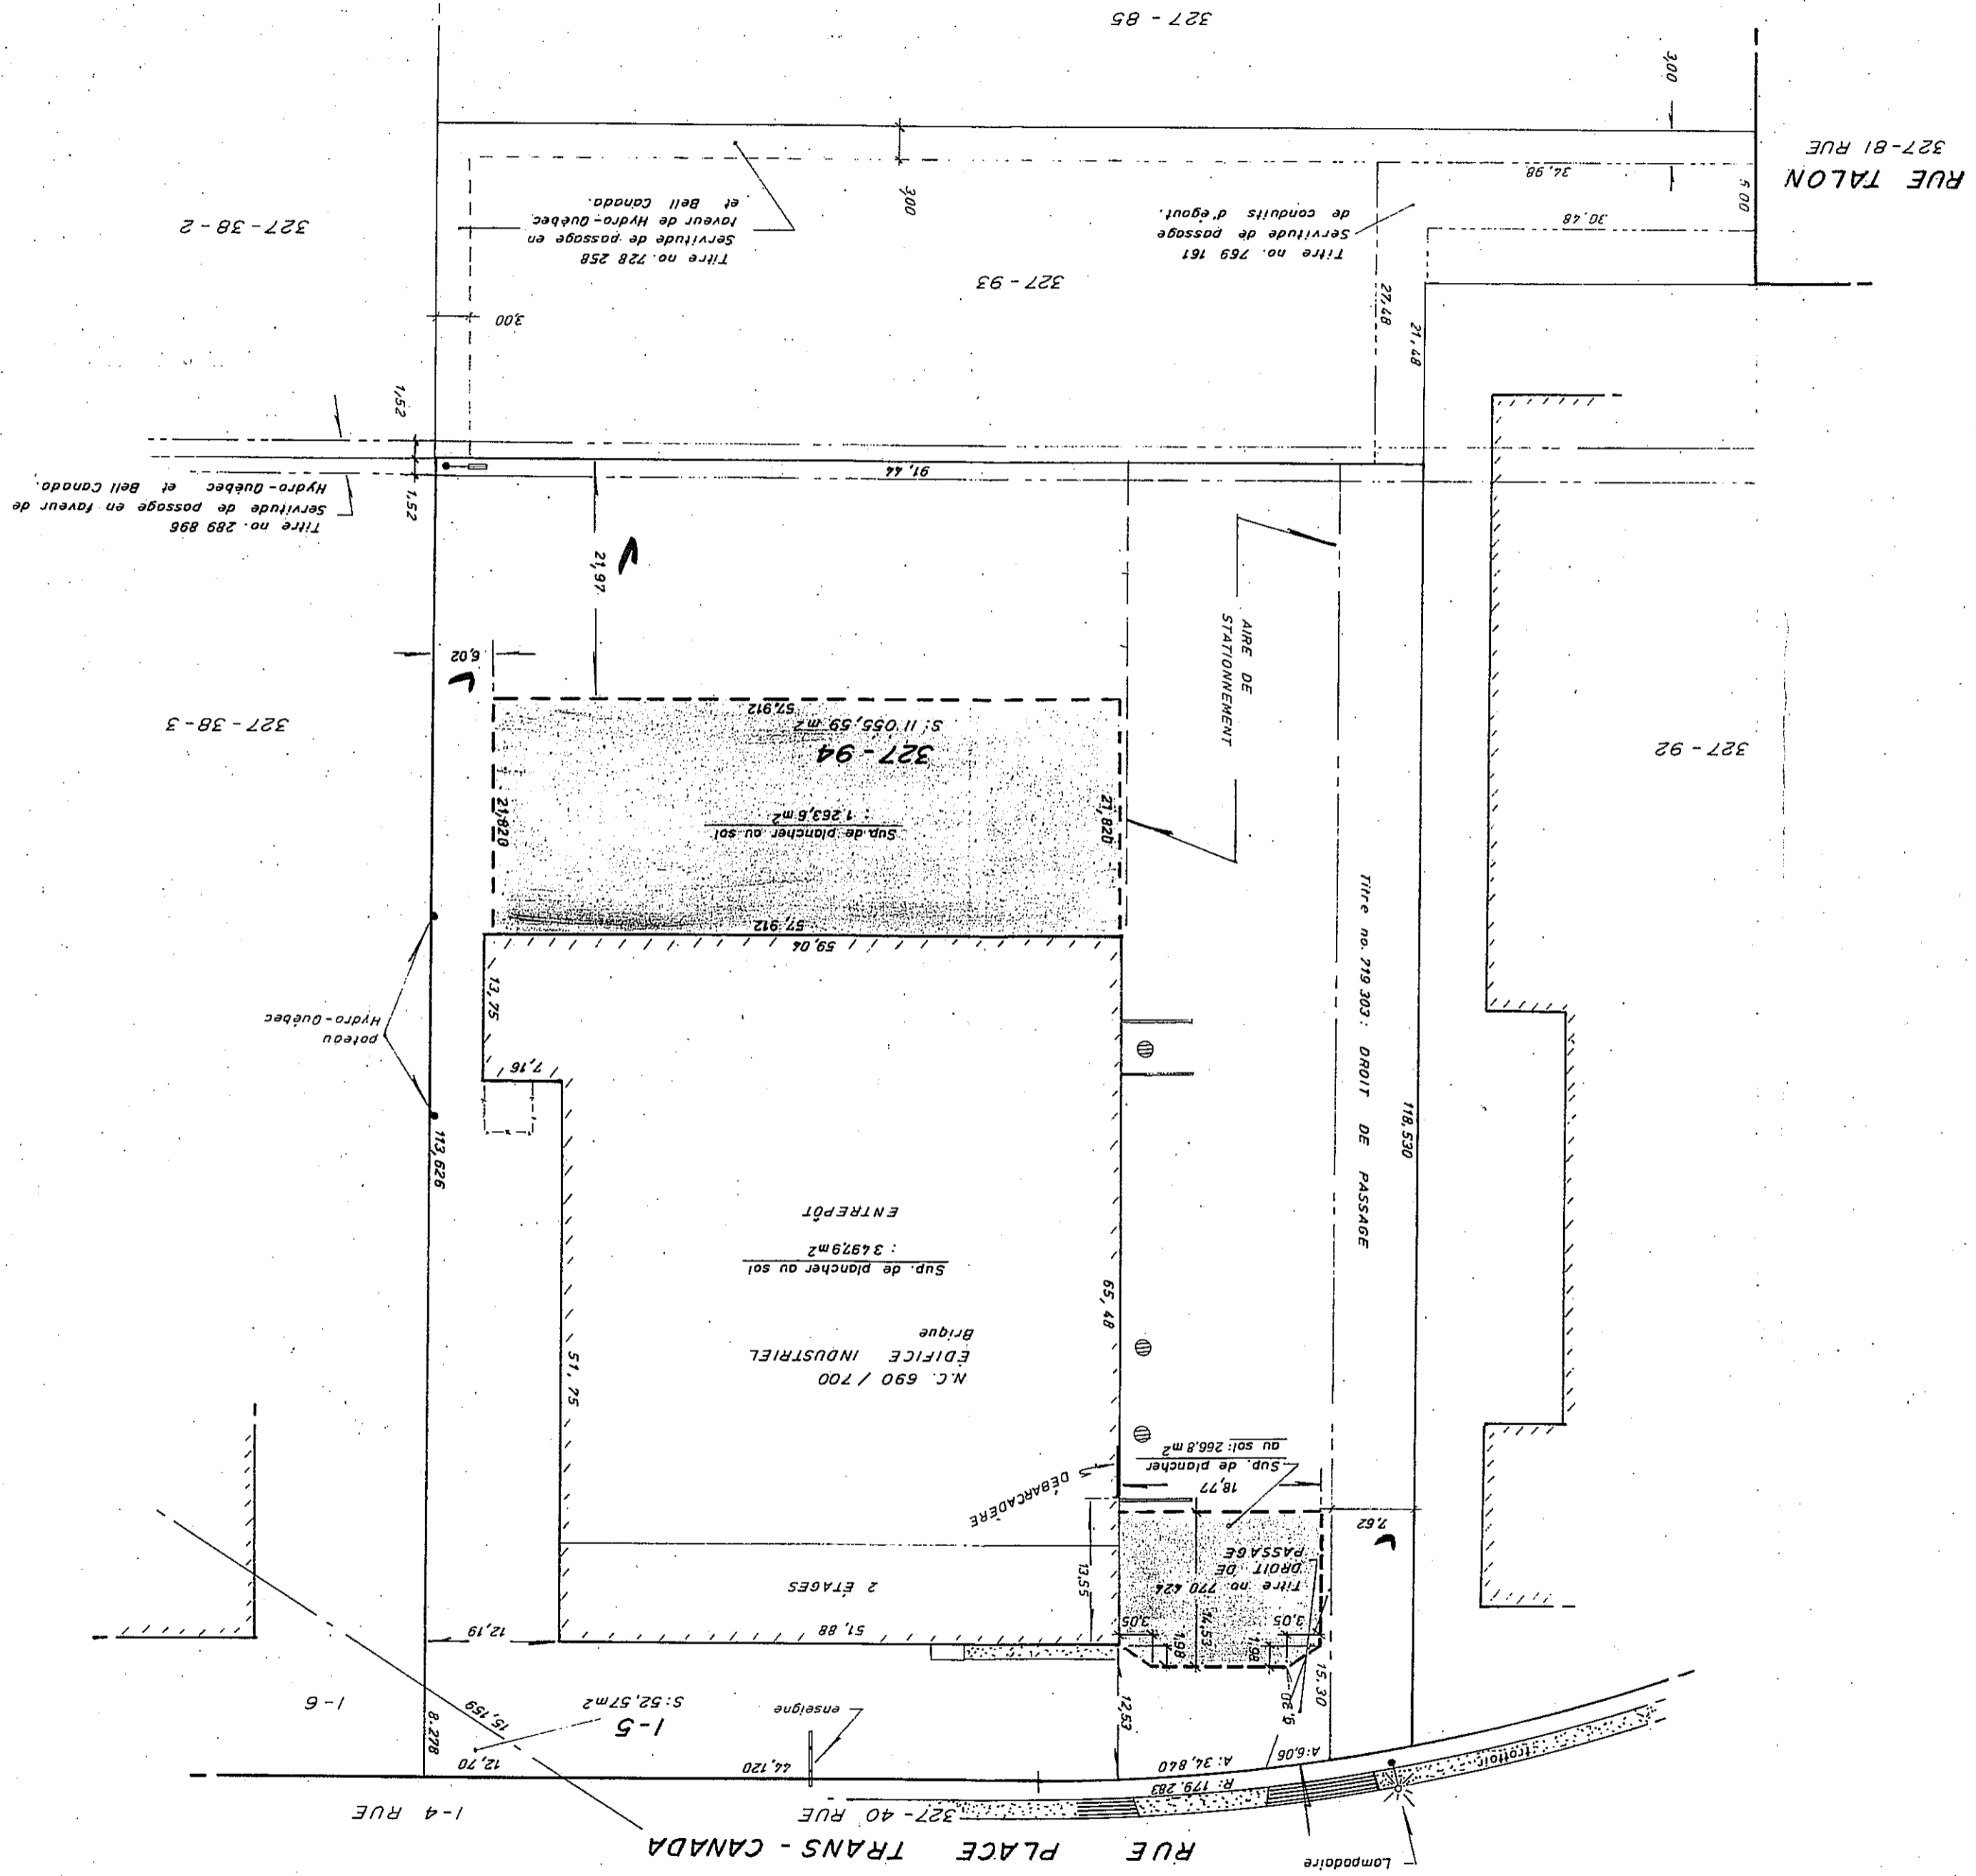 Lampadaire
RUE PLACE TRANS-CANADA
327-40 RUE
1-4 RUE
trottoir
R: 179,283
A: 34,840
A:6,06
44,120
12,70
enseigne
1-5
S: 52,57m²
15,159
8.278
1-6
15.30
12,53
12,19
1,98
14,53
1,98
3,05
3,05
51,88
2 ÉTAGES
Titre no. 770 424
DROIT DE
PASSAGE
13,55
7,62
18,77
Sup. de plancher
au sol: 266,8 m²
DÉBARCADÈRE
N.C. 690 / 700
ÉDIFICE INDUSTRIEL
Brique
51,75
65,48
Sup. de plancher au sol
: 3 497,9 m²
ENTREPÔT
118,530
113,626
Titre no. 719 303: DROIT DE PASSAGE
7,16
poteau
Hydro-Québec
13,75
59,04
57,912
Sup. de plancher au sol
: 1 263,6 m²
21,820
21,820
327-94
S: 11 055,59 m²
57,912
327-92
327-38-3
6,02
AIRE DE
STATIONNEMENT
21,97
Titre no. 289 896
Servitude de passage en faveur de
Hydro-Québec et Bell Canada.
1,52
91,44
1,52
21,48
27,48
3,00
327-93
Titre no. 769 161
Servitude de passage
de conduits d'égout.
Titre no. 728 258
Servitude de passage en
faveur de Hydro-Québec
et Bell Canada.
327-38-2
30,48
5.00
34,98
3,00
RUE TALON
327-81 RUE
3,00
327-85